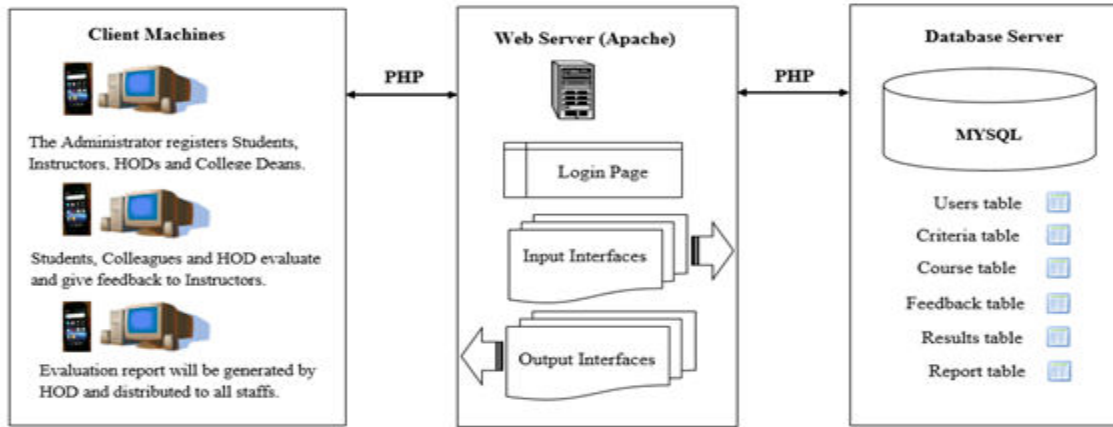 Client Machines
The Administrator registers Students,
Instructors, HODs and College Deans.
Students, Colleagues and HOD evaluate
and give feedback to Instructors.
Evaluation report will be generated by
HOD and distributed to all staffs.
PHP
Web Server (Apache)
Login Page
Input Interfaces
Output Interfaces
PHP
Database Server
MYSQL
Users table
Criteria table
Course table
Feedback table
Results table
Report table